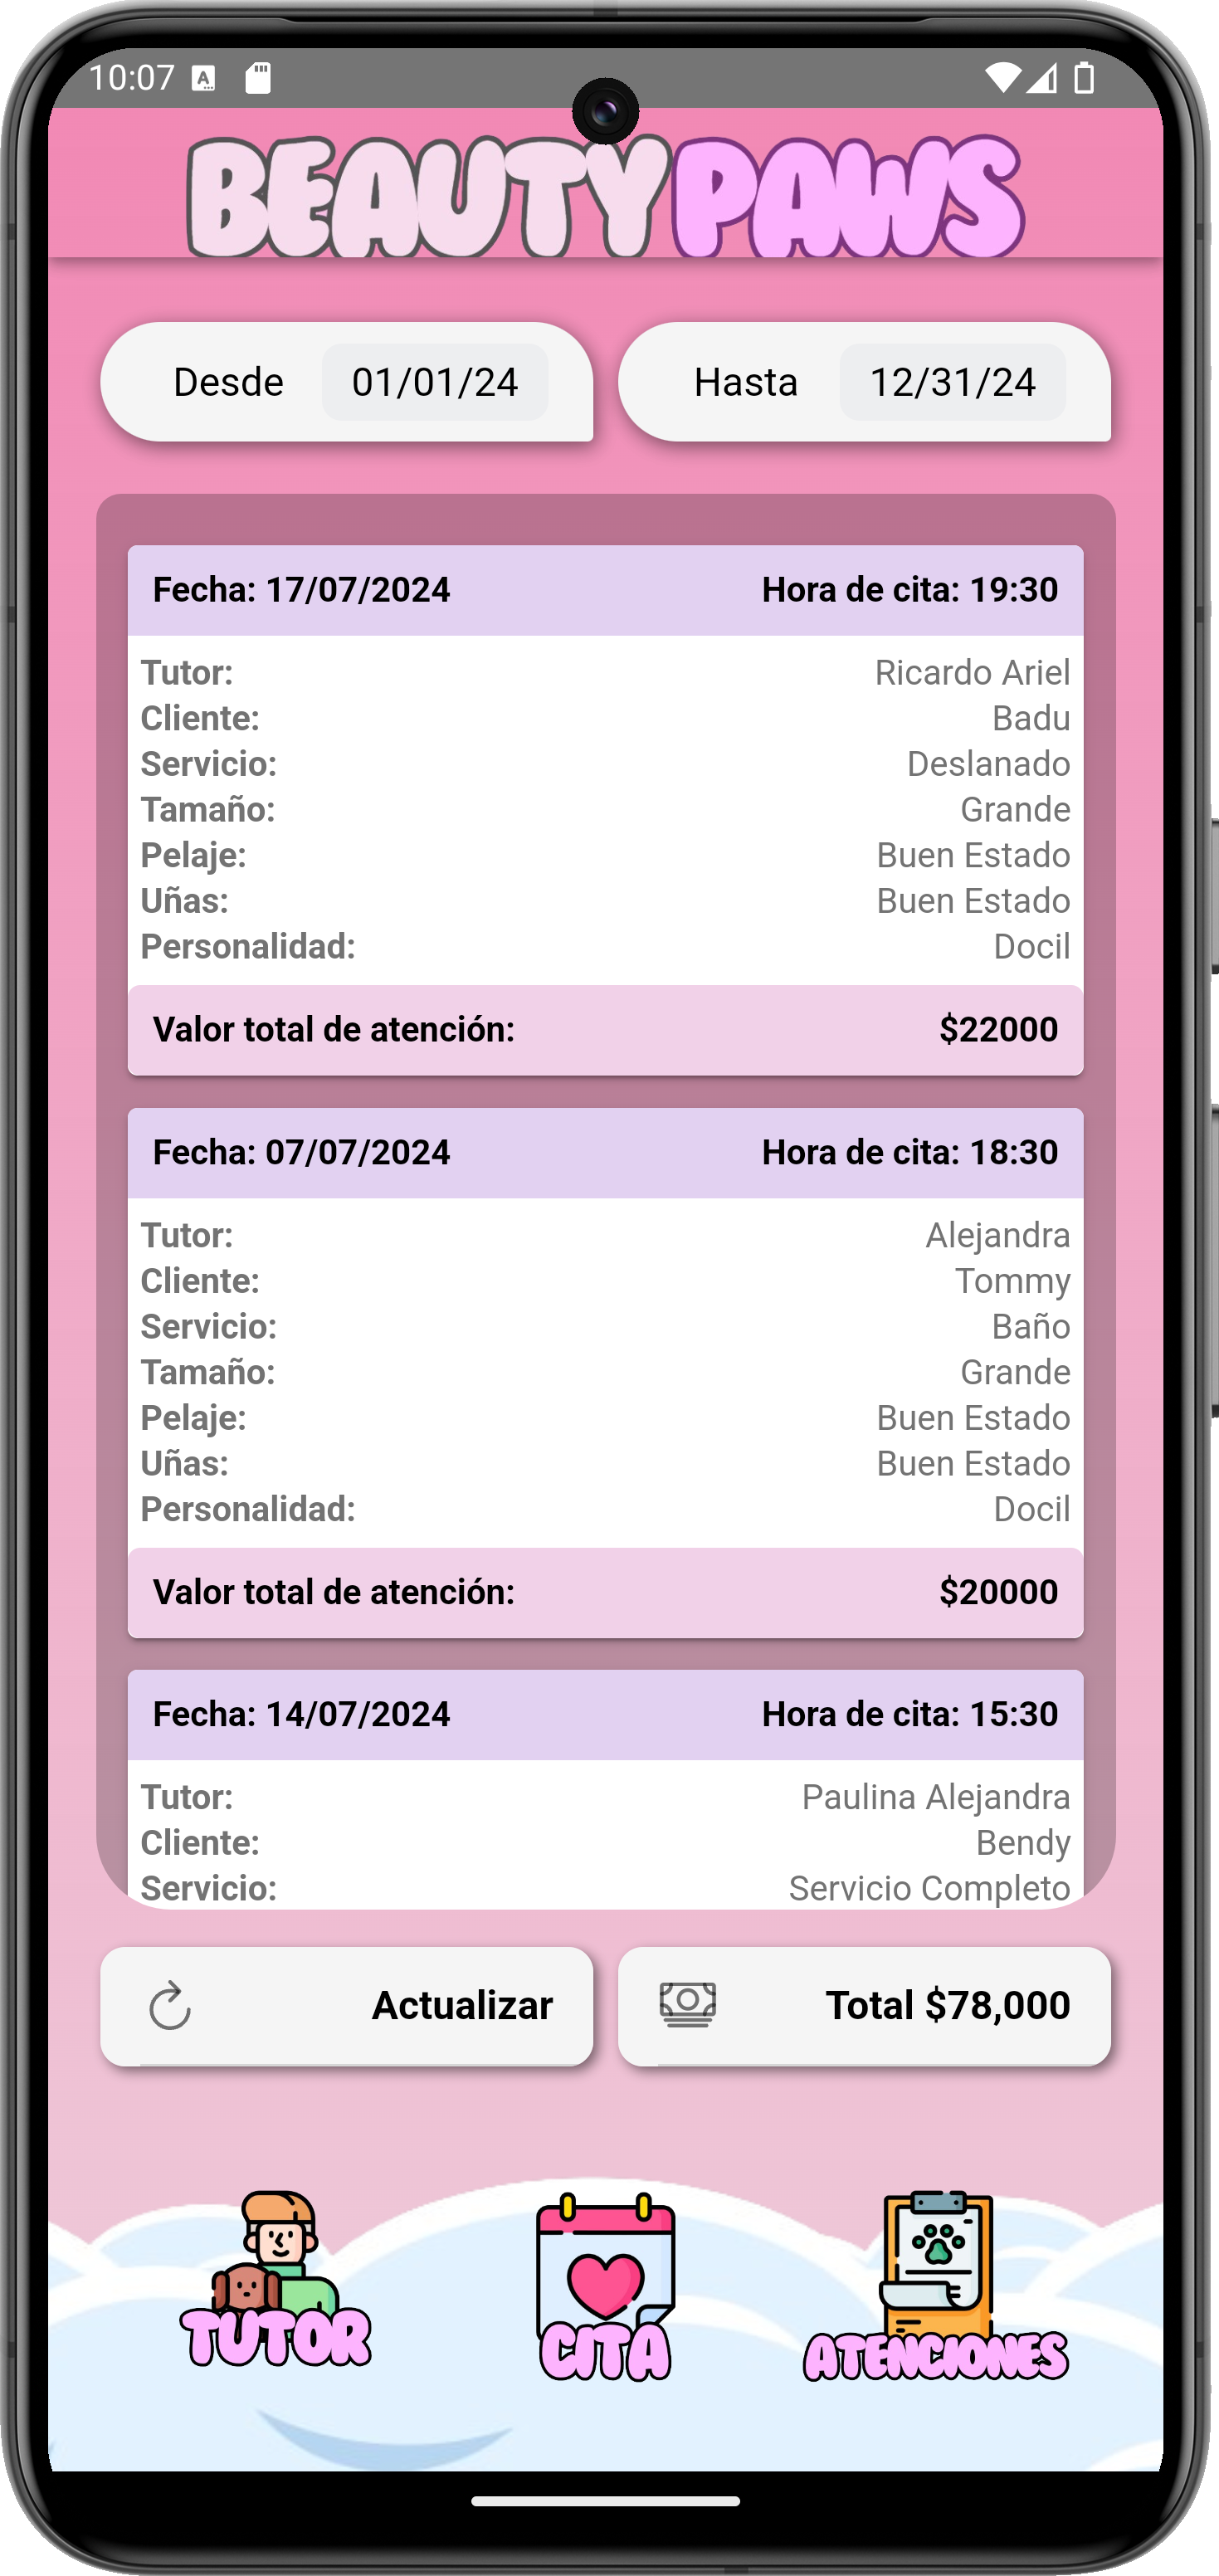 10:07
BEAUTYPAWS
Desde 01/01/24 Hasta 12/31/24
Fecha: 17/07/2024 Hora de cita: 19:30
Tutor: Ricardo Ariel
Cliente: Badu
Servicio: Deslanado
Tamaño: Grande
Pelaje: Buen Estado
Uñas: Buen Estado
Personalidad: Docil
Valor total de atención: $22000
Fecha: 07/07/2024 Hora de cita: 18:30
Tutor: Alejandra
Cliente: Tommy
Servicio: Baño
Tamaño: Grande
Pelaje: Buen Estado
Uñas: Buen Estado
Personalidad: Docil
Valor total de atención: $20000
Fecha: 14/07/2024 Hora de cita: 15:30
Tutor: Paulina Alejandra
Cliente: Bendy
Servicio: Servicio Completo
Actualizar Total $78,000
TUTOR CITA ATENCIONES